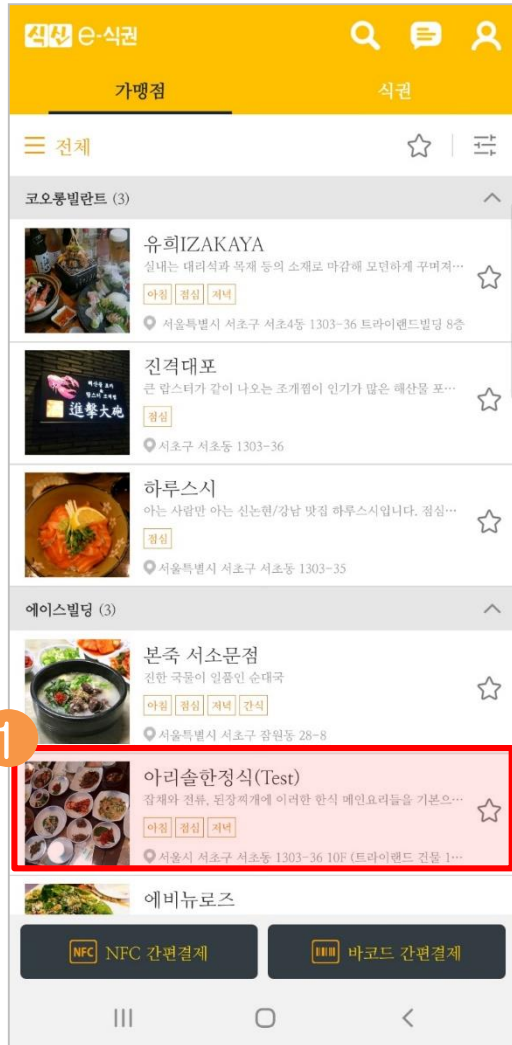 식신 e-식권
가맹점 식권
전체
코오롱빌란트 (3)
유희IZAKAYA
실내는 대리석과 목재 등의 소재로 마감해 모던하게 꾸며져…
아침 점심 저녁
서울특별시 서초구 서초4동 1303-36 트라이랜드빌딩 8층
해산물 요리
랍스터 조개찜
進撃大砲
진격대포
큰 랍스터가 같이 나오는 조개찜이 인기가 많은 해산물 포…
점심
서초구 서초동 1303-36
하루스시
아는 사람만 아는 신논현/강남 맛집 하루스시입니다. 점심…
점심
서울특별시 서초구 서초동 1303-35
에이스빌딩 (3)
본죽 서소문점
진한 국물이 일품인 순대국
아침 점심 저녁 간식
서울특별시 서초구 잠원동 28-8
1
아리솔한정식(Test)
잡채와 전류, 된장찌개에 이러한 한식 메인요리들을 기본으…
아침 점심 저녁
서울시 서초구 서초동 1303-36 10F (트라이랜드 건물 1…
에비뉴로즈
NFC NFC 간편결제 바코드 간편결제